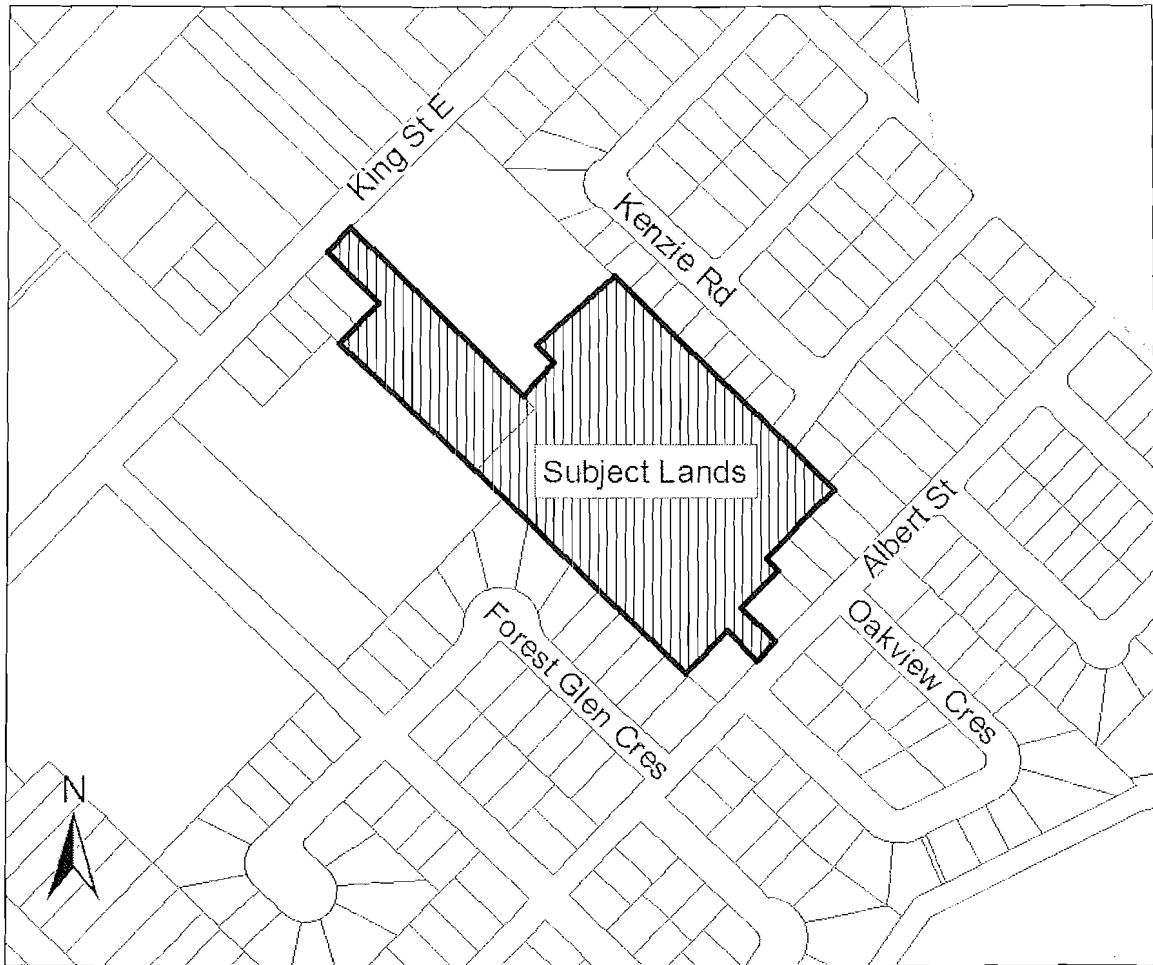 King St E
Kenzie Rd
Subject Lands
Albert St
Oakview Cres
Forest Glen Cres
N